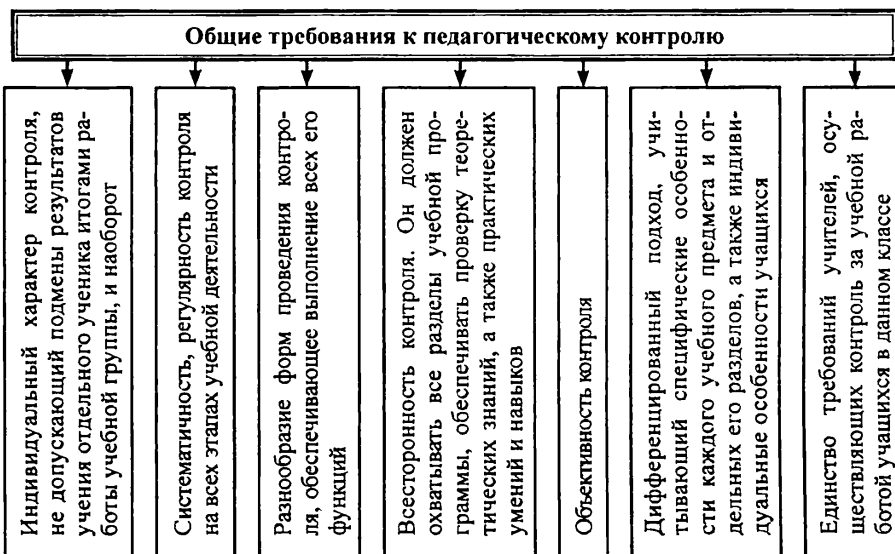 Общие требования к педагогическому контролю
Индивидуальный характер контроля,
не допускающий подмены результатов
учения отдельного ученика итогами ра-
боты учебной группы, и наоборот
Систематичность, регулярность контроля
на всех этапах учебной деятельности
Разнообразие форм проведения контро-
ля, обеспечивающее выполнение всех его
функций
Всесторонность контроля. Он должен
охватывать все разделы учебной про-
граммы, обеспечивать проверку теоре-
тических знаний, а также практических
умений и навыков
Объективность контроля
Дифференцированный подход, учи-
тывающий специфические особенно-
сти каждого учебного предмета и от-
дельных его разделов, а также индиви-
дуальные особенности учащихся
Единство требований учителей, осу-
ществляющих контроль за учебной ра-
ботой учащихся в данном классе